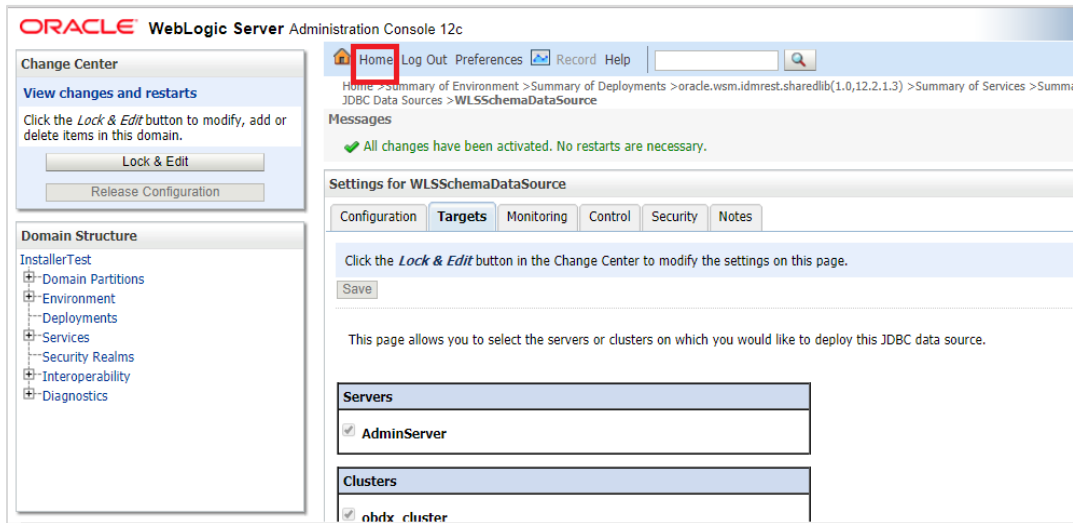 ORACLE WebLogic Server Administration Console 12c
Change Center
View changes and restarts
Click the Lock & Edit button to modify, add or
delete items in this domain.
Lock & Edit
Release Configuration
Domain Structure
InstallerTest
Domain Partitions
Environment
Deployments
Services
Security Realms
Interoperability
Diagnostics
Home Log Out Preferences Record Help
Home >Summary of Environment >Summary of Deployments >oracle.wsm.idmrest.sharedlib(1.0,12.2.1.3) >Summary of Services >Summa
JDBC Data Sources >WLSSchemaDataSource
Messages
All changes have been activated. No restarts are necessary.
Settings for WLSSchemaDataSource
Configuration Targets Monitoring Control Security Notes
Click the Lock & Edit button in the Change Center to modify the settings on this page.
Save
This page allows you to select the servers or clusters on which you would like to deploy this JDBC data source.
Servers
AdminServer
Clusters
obdx_cluster